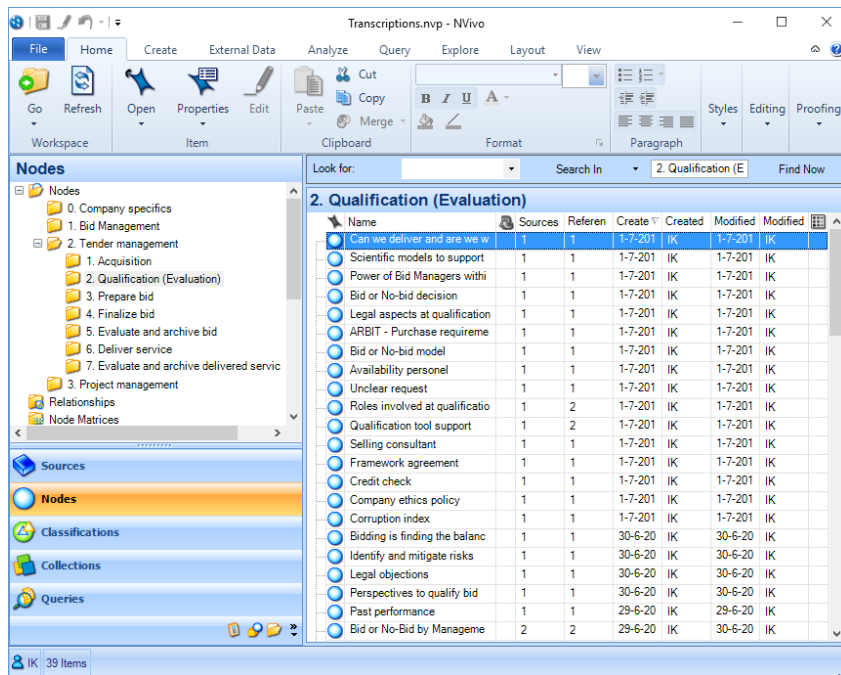 Transcriptions.nvp - NVivo
File Home Create External Data Analyze Query Explore Layout View
Go Refresh Open Properties Edit Paste Cut Copy Merge B I U A Styles Editing Proofing
Workspace Item Clipboard Format Paragraph
Nodes
Look for: Search In 2. Qualification (E Find Now
Nodes
0. Company specifics
1. Bid Management
2. Tender management
1. Acquisition
2. Qualification (Evaluation)
3. Prepare bid
4. Finalize bid
5. Evaluate and archive bid
6. Deliver service
7. Evaluate and archive delivered servic
3. Project management
Relationships
Node Matrices
Sources
Nodes
Classifications
Collections
Queries
2. Qualification (Evaluation)
Name Sources Referen Create Created Modified Modified
Can we deliver and are we w 1 1 1-7-201 IK 1-7-201 IK
Scientific models to support 1 1 1-7-201 IK 1-7-201 IK
Power of Bid Managers withi 1 1 1-7-201 IK 1-7-201 IK
Bid or No-bid decision 1 1 1-7-201 IK 1-7-201 IK
Legal aspects at qualification 1 1 1-7-201 IK 1-7-201 IK
ARBIT - Purchase requireme 1 1 1-7-201 IK 1-7-201 IK
Bid or No-bid model 1 1 1-7-201 IK 1-7-201 IK
Availability personel 1 1 1-7-201 IK 1-7-201 IK
Unclear request 1 1 1-7-201 IK 1-7-201 IK
Roles involved at qualificatio 1 2 1-7-201 IK 1-7-201 IK
Qualification tool support 1 2 1-7-201 IK 1-7-201 IK
Selling consultant 1 1 1-7-201 IK 1-7-201 IK
Framework agreement 1 1 1-7-201 IK 1-7-201 IK
Credit check 1 1 1-7-201 IK 1-7-201 IK
Company ethics policy 1 1 1-7-201 IK 1-7-201 IK
Corruption index 1 1 1-7-201 IK 1-7-201 IK
Bidding is finding the balanc 1 1 30-6-20 IK 30-6-20 IK
Identify and mitigate risks 1 1 30-6-20 IK 30-6-20 IK
Legal objections 1 1 30-6-20 IK 30-6-20 IK
Perspectives to qualify bid 1 1 30-6-20 IK 30-6-20 IK
Past performance 1 1 29-6-20 IK 29-6-20 IK
Bid or No-Bid by Manageme 2 2 29-6-20 IK 30-6-20 IK
IK 39 Items